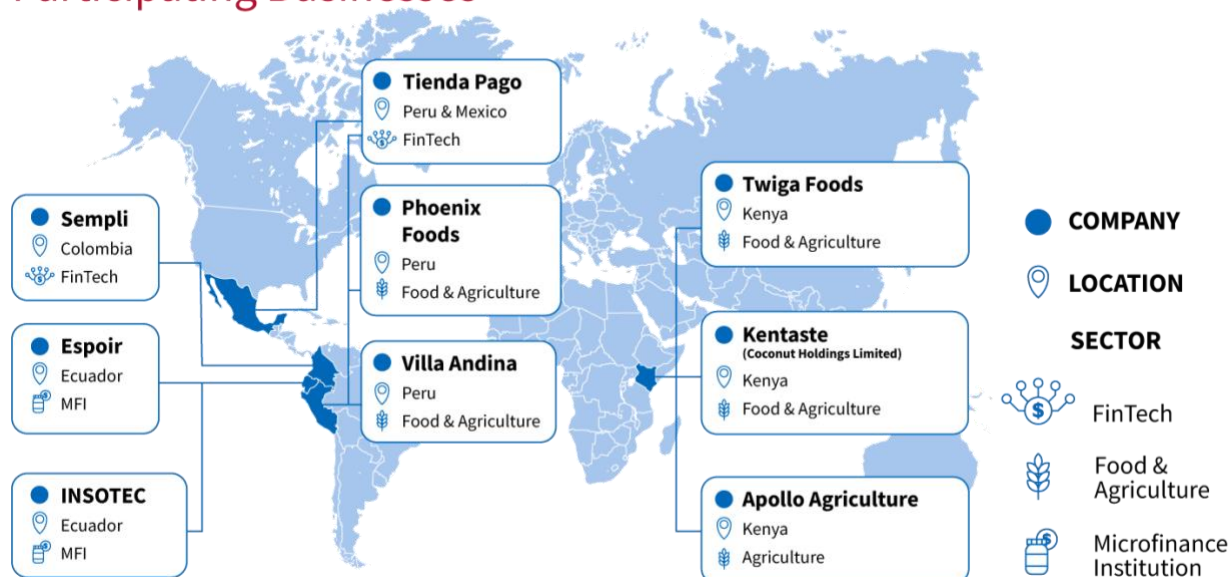 Participating Businesses
Tienda Pago
Peru & Mexico
FinTech
Sempli
Colombia
FinTech
Phoenix
Foods
Peru
Food & Agriculture
Espoir
Ecuador
MFI
Villa Andina
Peru
Food & Agriculture
INSOTEC
Ecuador
MFI
Twiga Foods
Kenya
Food & Agriculture
Kentaste
(Coconut Holdings Limited)
Kenya
Food & Agriculture
Apollo Agriculture
Kenya
Agriculture
COMPANY
LOCATION
SECTOR
FinTech
Food &
Agriculture
Microfinance
Institution